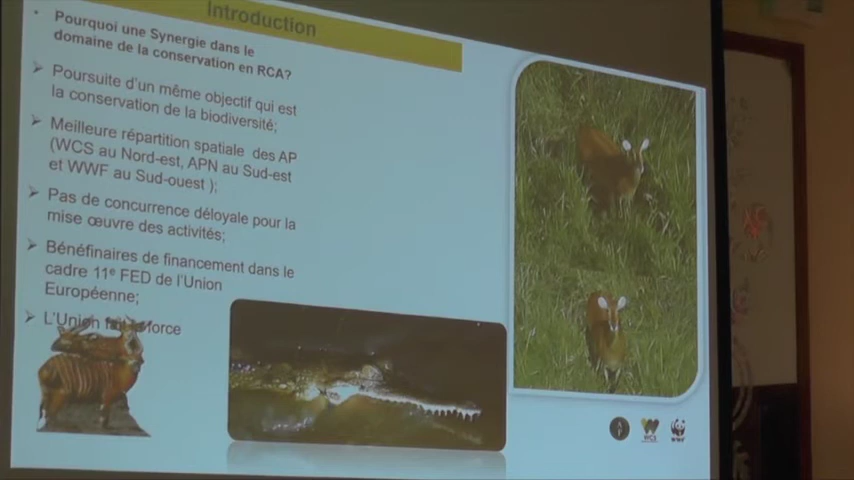 Introduction
• Pourquoi une Synergie dans le
domaine de la conservation en RCA?
➤ Poursuite d'un même objectif qui est
la conservation de la biodiversité;
➤ Meilleure répartition spatiale des AP
(WCS au Nord-est, APN au Sud-est
et WWF au Sud-ouest );
➤ Pas de concurrence déloyale pour la
mise œuvre des activités;
➤ Bénéfinaires de financement dans le
cadre 11e FED de l'Union
Européenne;
➤ L'Union fait force
WCS
WWF